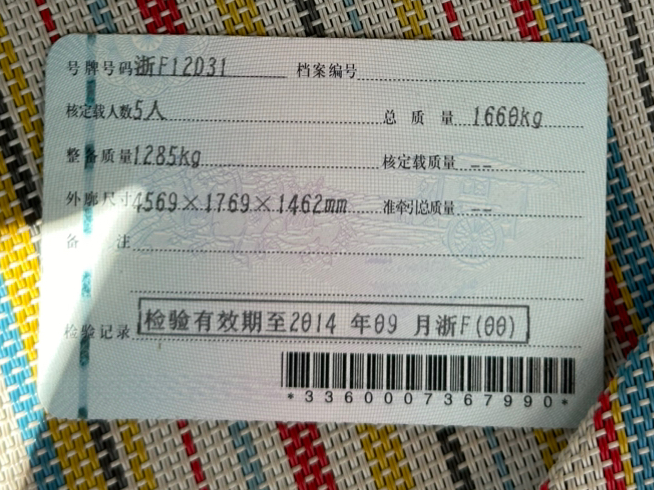 号牌号码浙F12D31 档案编号
核定载人数5人 总质量 1660kg
整备质量1285kg 核定载质量 --
外廓尺寸4569×1769×1462mm 准牵引总质量 --
备注
检验记录 检验有效期至2014 年09 月浙F(00)
*3360007367990*